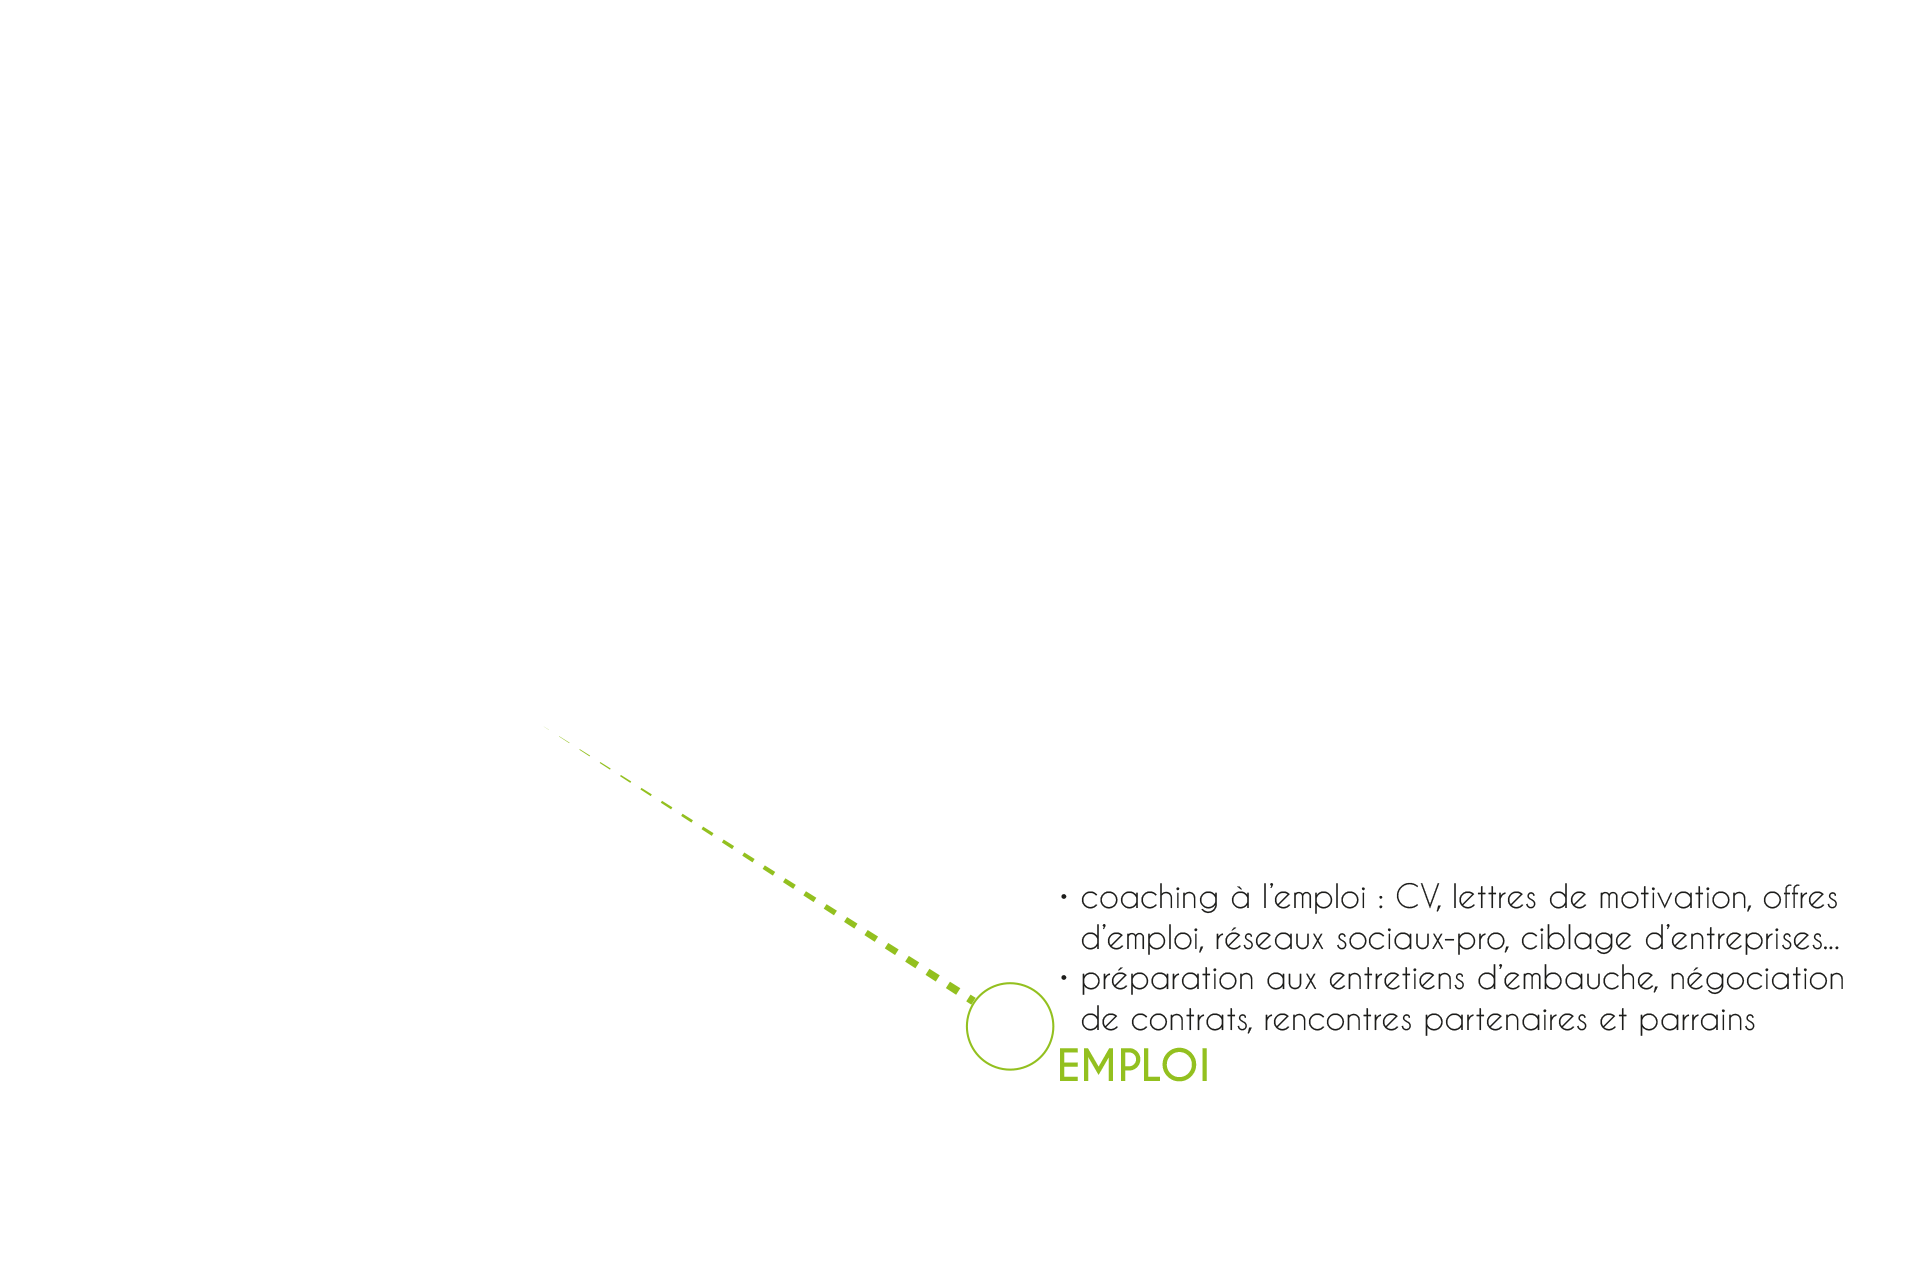 • coaching à l’emploi : CV, lettres de motivation, offres
d’emploi, réseaux sociaux-pro, ciblage d’entreprises...
• préparation aux entretiens d’embauche, négociation
de contrats, rencontres partenaires et parrains
EMPLOI